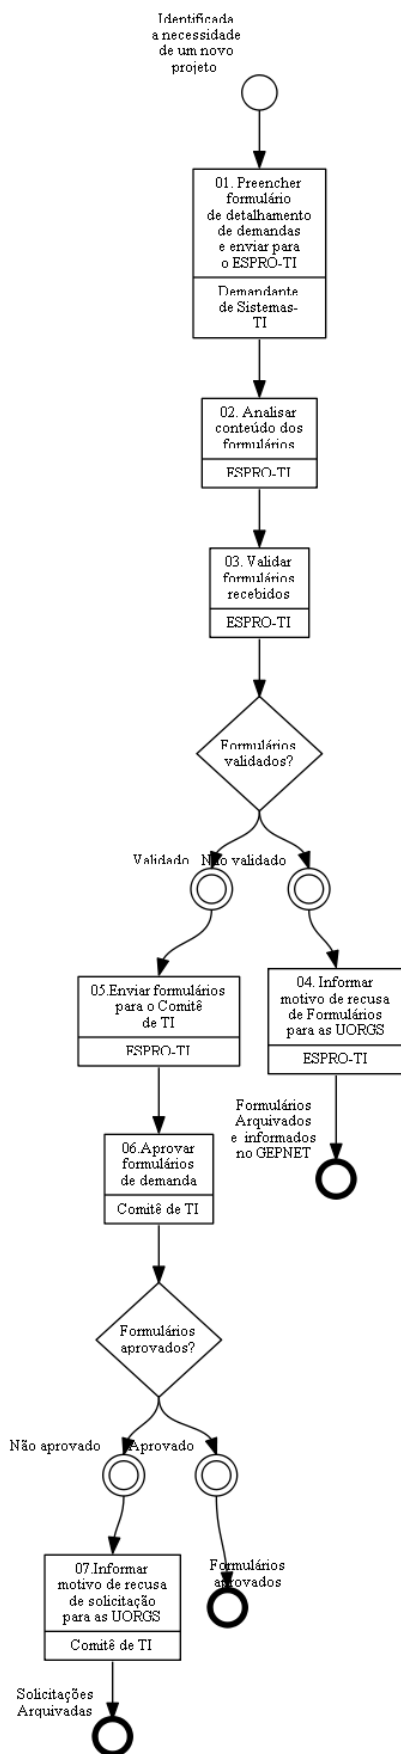 Identificada
a necessidade
de um novo
projeto
01. Preencher
formulário
de detalhamento
de demandas
e enviar para
o ESPRO-TI
Demandante
de Sistemas-
TI
02. Analisar
conteúdo dos
formulários
ESPRO-TI
03. Validar
formulários
recebidos
ESPRO-TI
Formulários
validados?
Validado
Não validado
05.Enviar formulários
para o Comitê
de TI
ESPRO-TI
04. Informar
motivo de recusa
de Formulários
para as UORGS
ESPRO-TI
Formulários
Arquivados
e informados
no GEPNET
06.Aprovar
formulários
de demanda
Comitê de TI
Formulários
aprovados?
Não aprovado
Aprovado
07.Informar
motivo de recusa
de solicitação
para as UORGS
Comitê de TI
Formulários
aprovados
Solicitações
Arquivadas